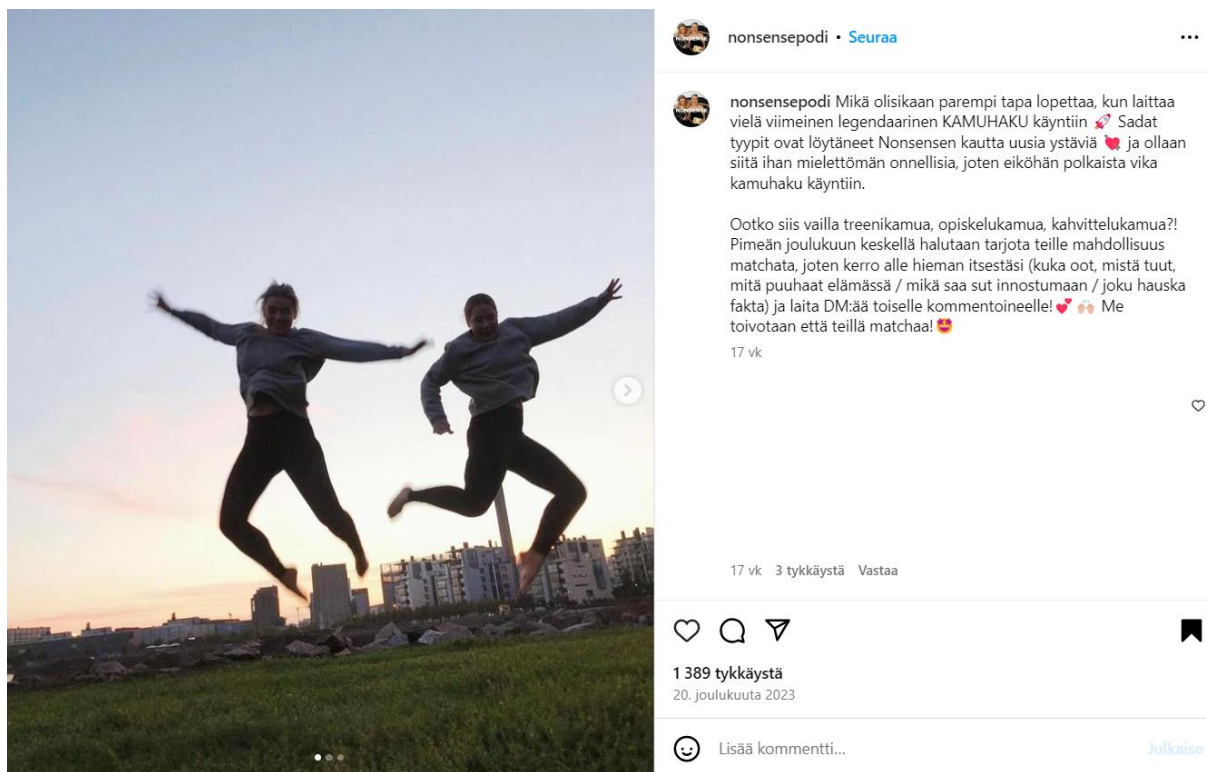 nonsensepodi • Seuraa
nonsensepodi Mikä olisikaan parempi tapa lopettaa, kun laittaa
vielä viimeinen legendaarinen KAMUHAKU käyntiin 🚀 Sadat
tyypit ovat löytäneet Nonsensen kautta uusia ystäviä 💘 ja ollaan
siitä ihan mielettömän onnellisia, joten eiköhän polkaista vika
kamuhaku käyntiin.
Ootko siis vailla treenikamua, opiskelukamua, kahvittelukamua?!
Pimeän joulukuun keskellä halutaan tarjota teille mahdollisuus
matchata, joten kerro alle hieman itsestäsi (kuka oot, mistä tuut,
mitä puuhaat elämässä / mikä saa sut innostumaan / joku hauska
fakta) ja laita DM:ää toiselle kommentoineelle!💕 🙌🏻 Me
toivotaan että teillä matchaa!🤩
17 vk
17 vk 3 tykkäystä Vastaa
1 389 tykkäystä
20. joulukuuta 2023
Lisää kommentti...
Julkaise